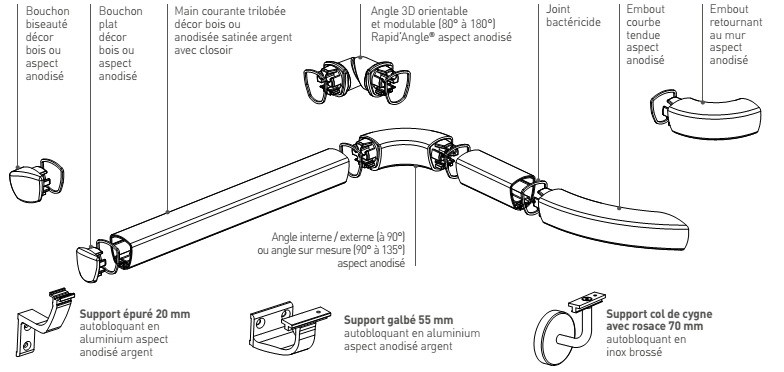 Bouchon
biseauté
décor
bois ou
aspect
anodisé
Bouchon
plat
décor
bois ou
aspect
anodisé
Main courante trilobée
décor bois ou
anodisée satinée argent
avec closoir
Angle 3D orientable
et modulable (80° à 180°)
Rapid'Angle® aspect anodisé
Joint
bactéricide
Embout
courbe
tendue
aspect
anodisé
Embout
retournant
au mur
aspect
anodisé
Angle interne / externe (à 90°)
ou angle sur mesure (90° à 135°)
aspect anodisé
Support épuré 20 mm
autobloquant en
aluminium aspect
anodisé argent
Support galbé 55 mm
autobloquant en aluminium
aspect anodisé argent
Support col de cygne
avec rosace 70 mm
autobloquant en
inox brossé